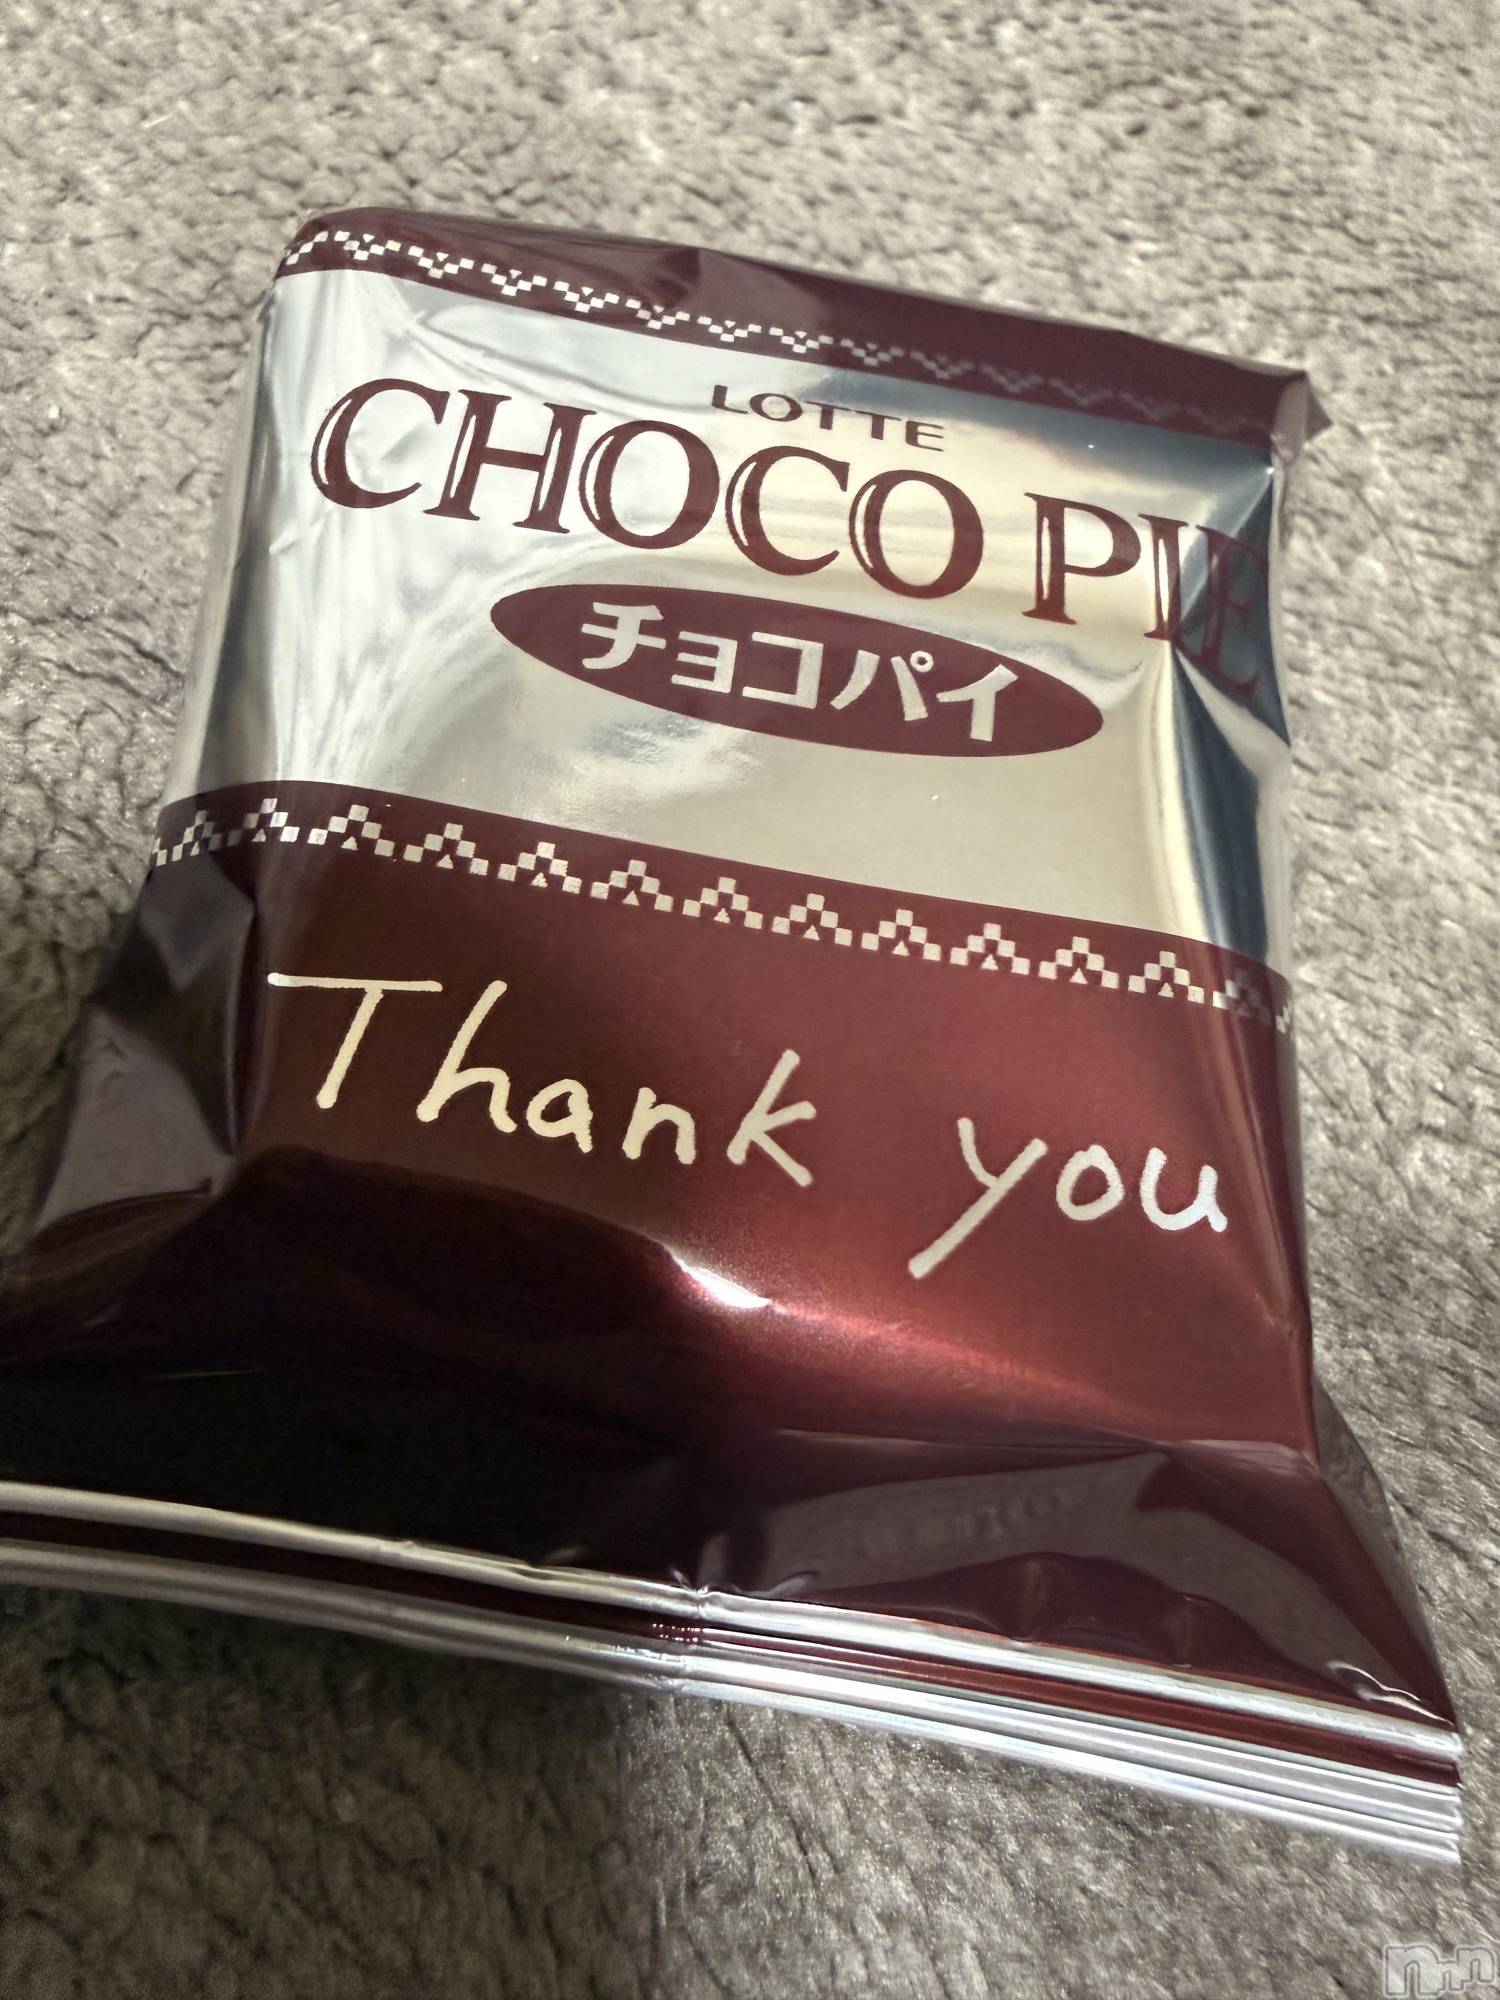 LOTTE
CHOCO PIE
チョコパイ
Thank you